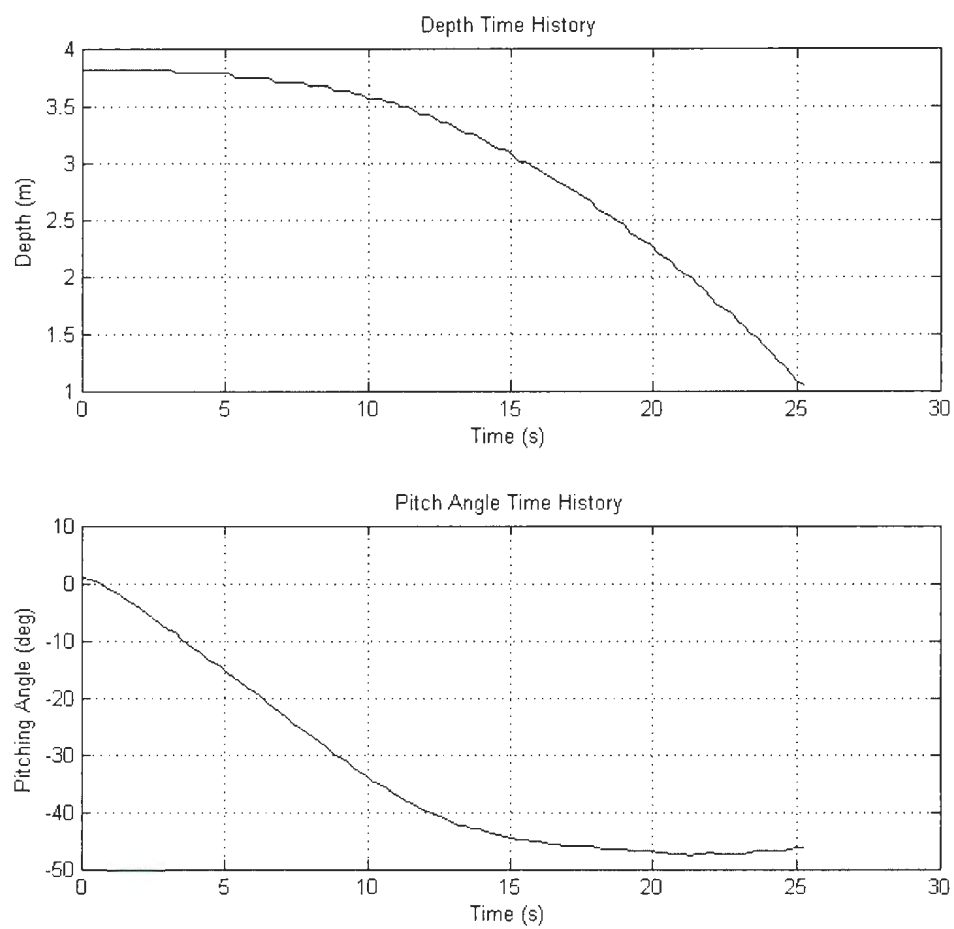 Depth Time History
4
3.5
3
2.5
2
1.5
1
Depth (m)
0 5 10 15 20 25 30
Time (s)
Pitch Angle Time History
10
0
-10
-20
-30
-40
-50
Pitching Angle (deg)
0 5 10 15 20 25 30
Time (s)